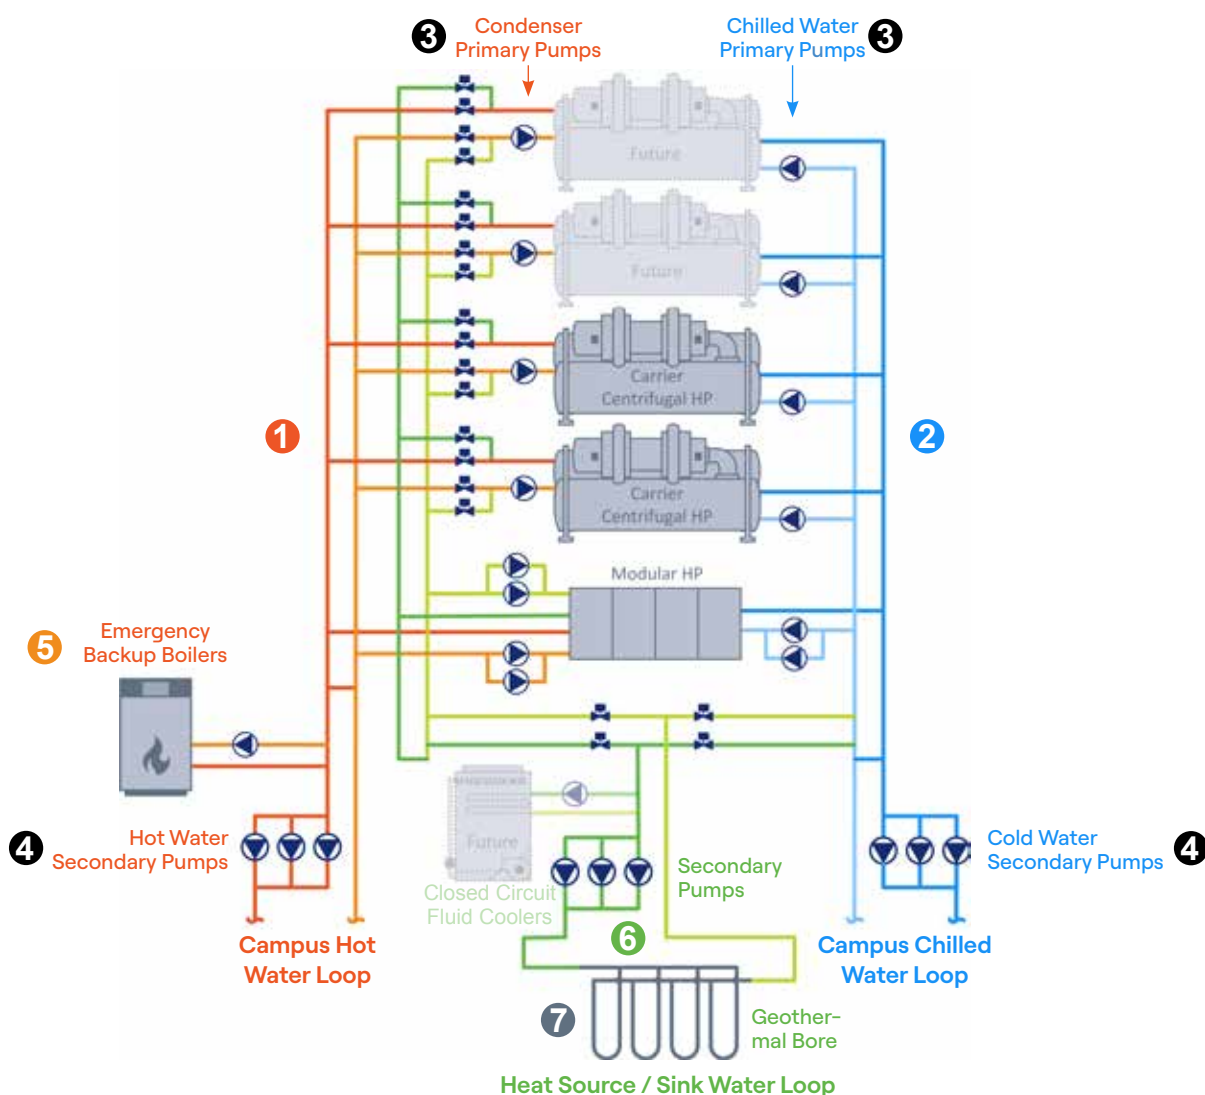 3
Condenser
Primary Pumps
Chilled Water
Primary Pumps
3
Future
Future
Carrier
Centrifugal HP
1
2
Carrier
Centrifugal HP
Modular HP
5
Emergency
Backup Boilers
4
Hot Water
Secondary Pumps
Future
Closed Circuit
Fluid Coolers
Secondary
Pumps
Cold Water
Secondary Pumps
4
Campus Hot
Water Loop
6
Campus Chilled
Water Loop
7
Geother-
mal Bore
Heat Source / Sink Water Loop